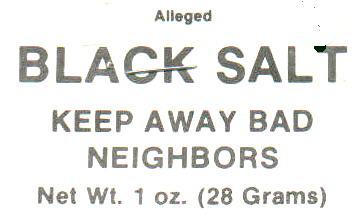 Alleged
BLACK SALT
KEEP AWAY BAD
NEIGHBORS
Net Wt. 1 oz. (28 Grams)